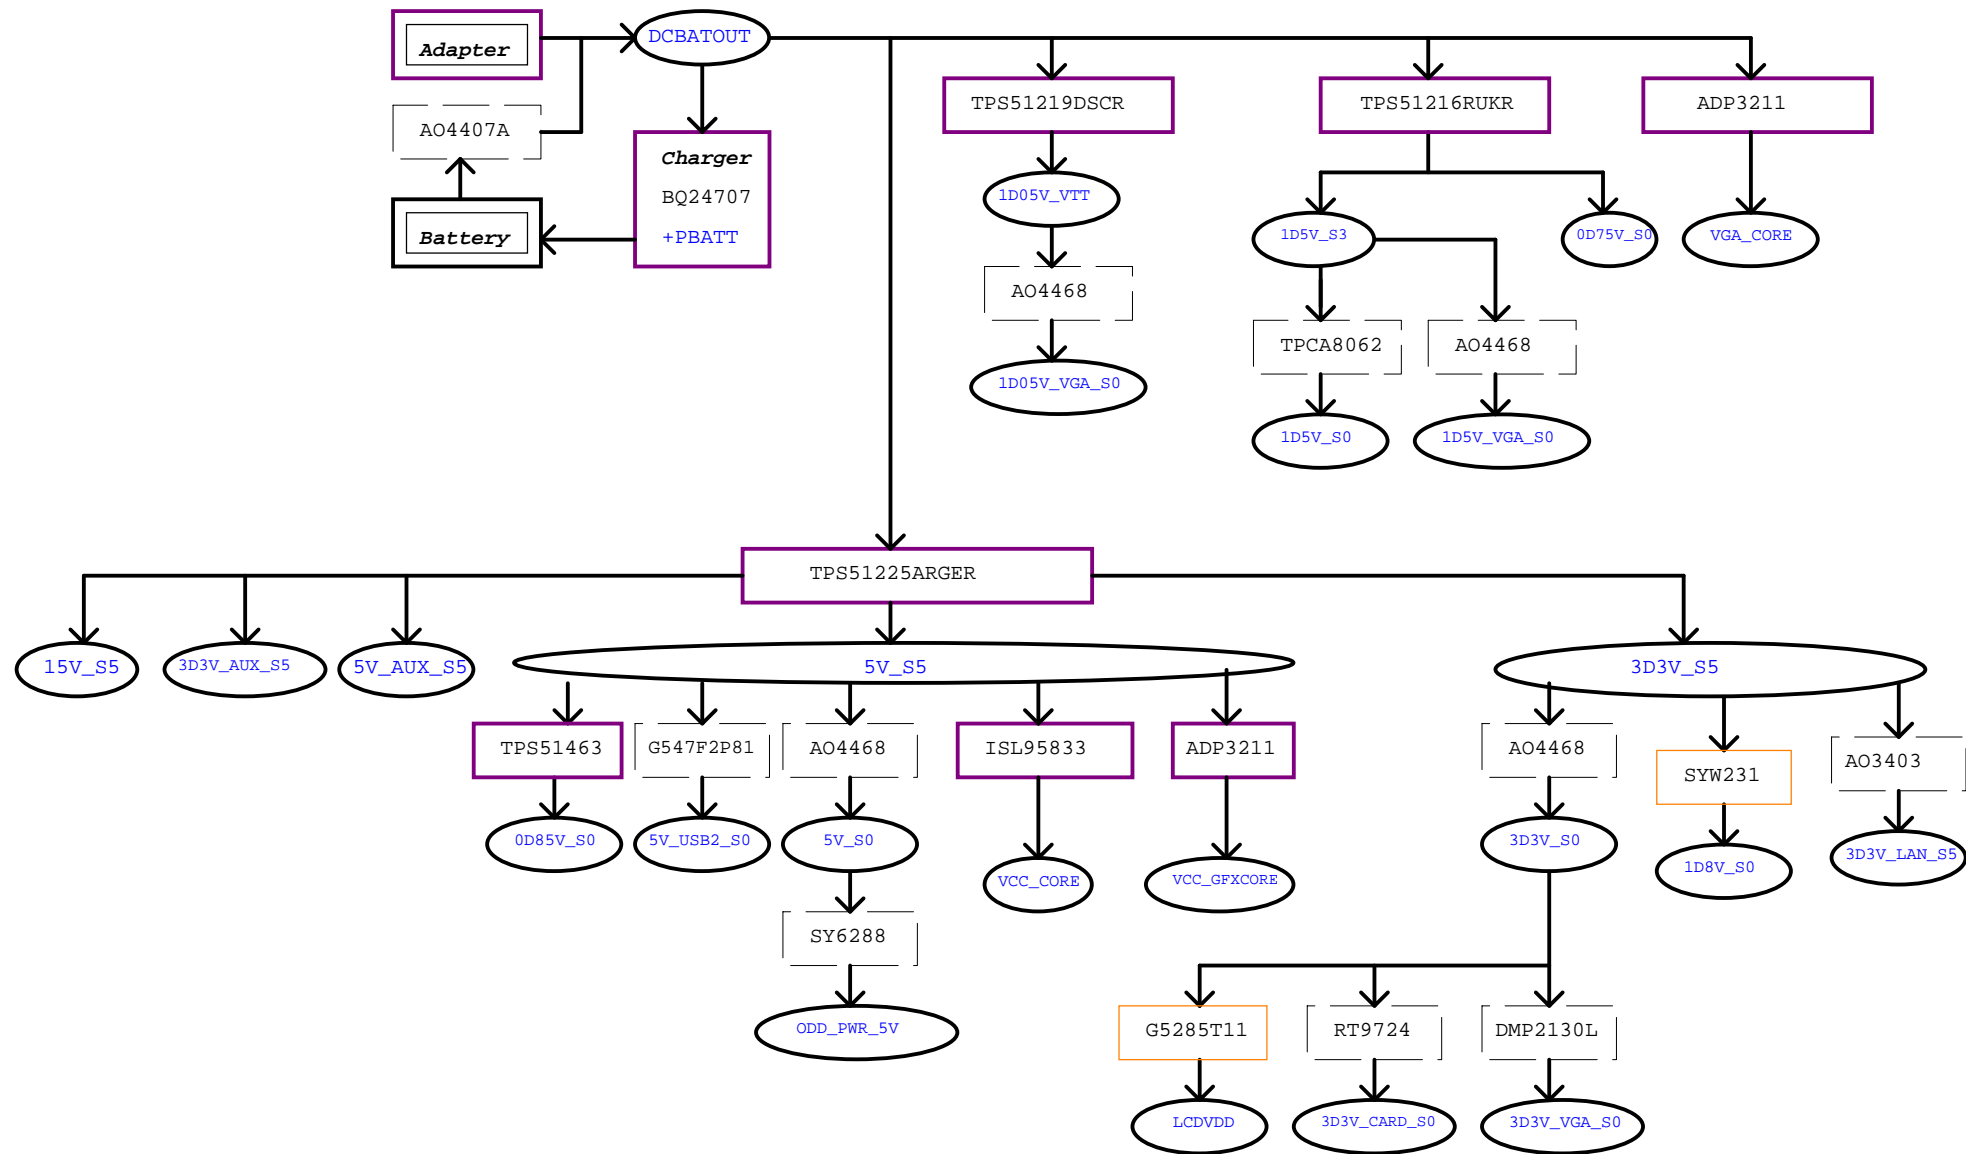 Adapter
DCBATOUT
TPS51219DSCR
TPS51216RUKR
ADP3211
AO4407A
Charger
BQ24707
+PBATT
Battery
1D05V_VTT
1D5V_S3
0D75V_S0
VGA_CORE
AO4468
TPCA8062
AO4468
1D05V_VGA_S0
1D5V_S0
1D5V_VGA_S0
TPS51225ARGER
15V_S5
3D3V_AUX_S5
5V_AUX_S5
5V_S5
3D3V_S5
TPS51463
G547F2P81
AO4468
ISL95833
ADP3211
AO4468
SYW231
AO3403
0D85V_S0
5V_USB2_S0
5V_S0
VCC_CORE
VCC_GFXCORE
3D3V_S0
1D8V_S0
3D3V_LAN_S5
SY6288
ODD_PWR_5V
G5285T11
RT9724
DMP2130L
LCDVDD
3D3V_CARD_S0
3D3V_VGA_S0